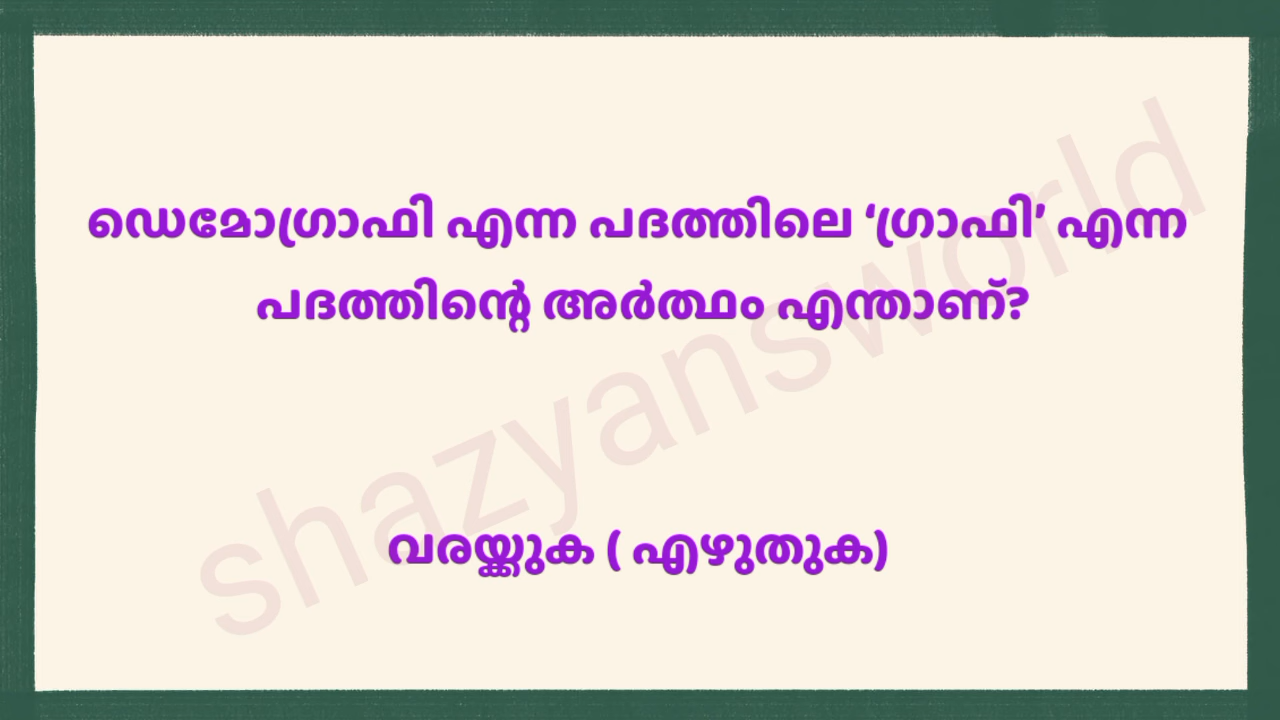 ഡെമോഗ്രാഫി എന്ന പദത്തിലെ ‘ഗ്രാഫി’ എന്ന
പദത്തിന്റെ അർത്ഥം എന്താണ്?
shazyansworld
വരയ്ക്കുക ( എഴുതുക)